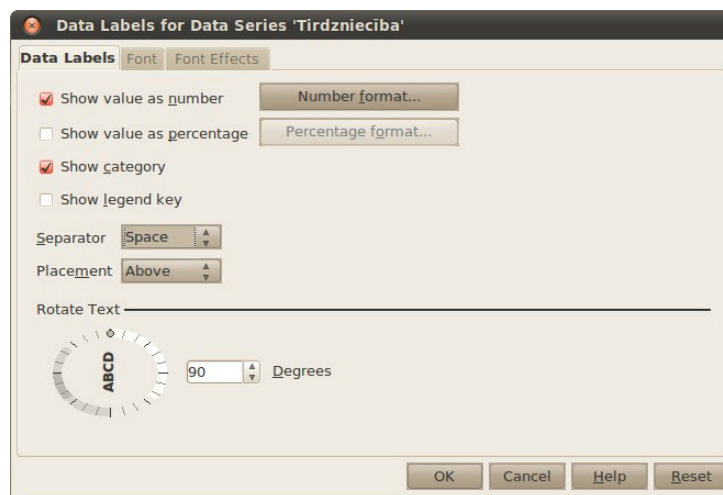 Data Labels for Data Series 'Tirdzniecība'
Data Labels Font Font Effects
Show value as number Number format...
Show value as percentage Percentage format...
Show category
Show legend key
Separator Space
Placement Above
Rotate Text
ABCD
90 Degrees
OK Cancel Help Reset